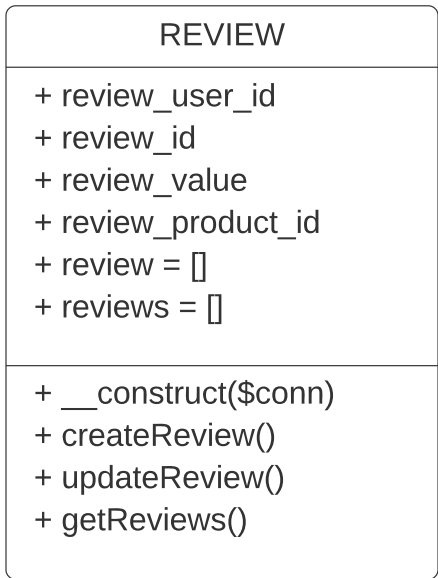 REVIEW
+ review_user_id
+ review_id
+ review_value
+ review_product_id
+ review = []
+ reviews = []
+ __construct($conn)
+ createReview()
+ updateReview()
+ getReviews()